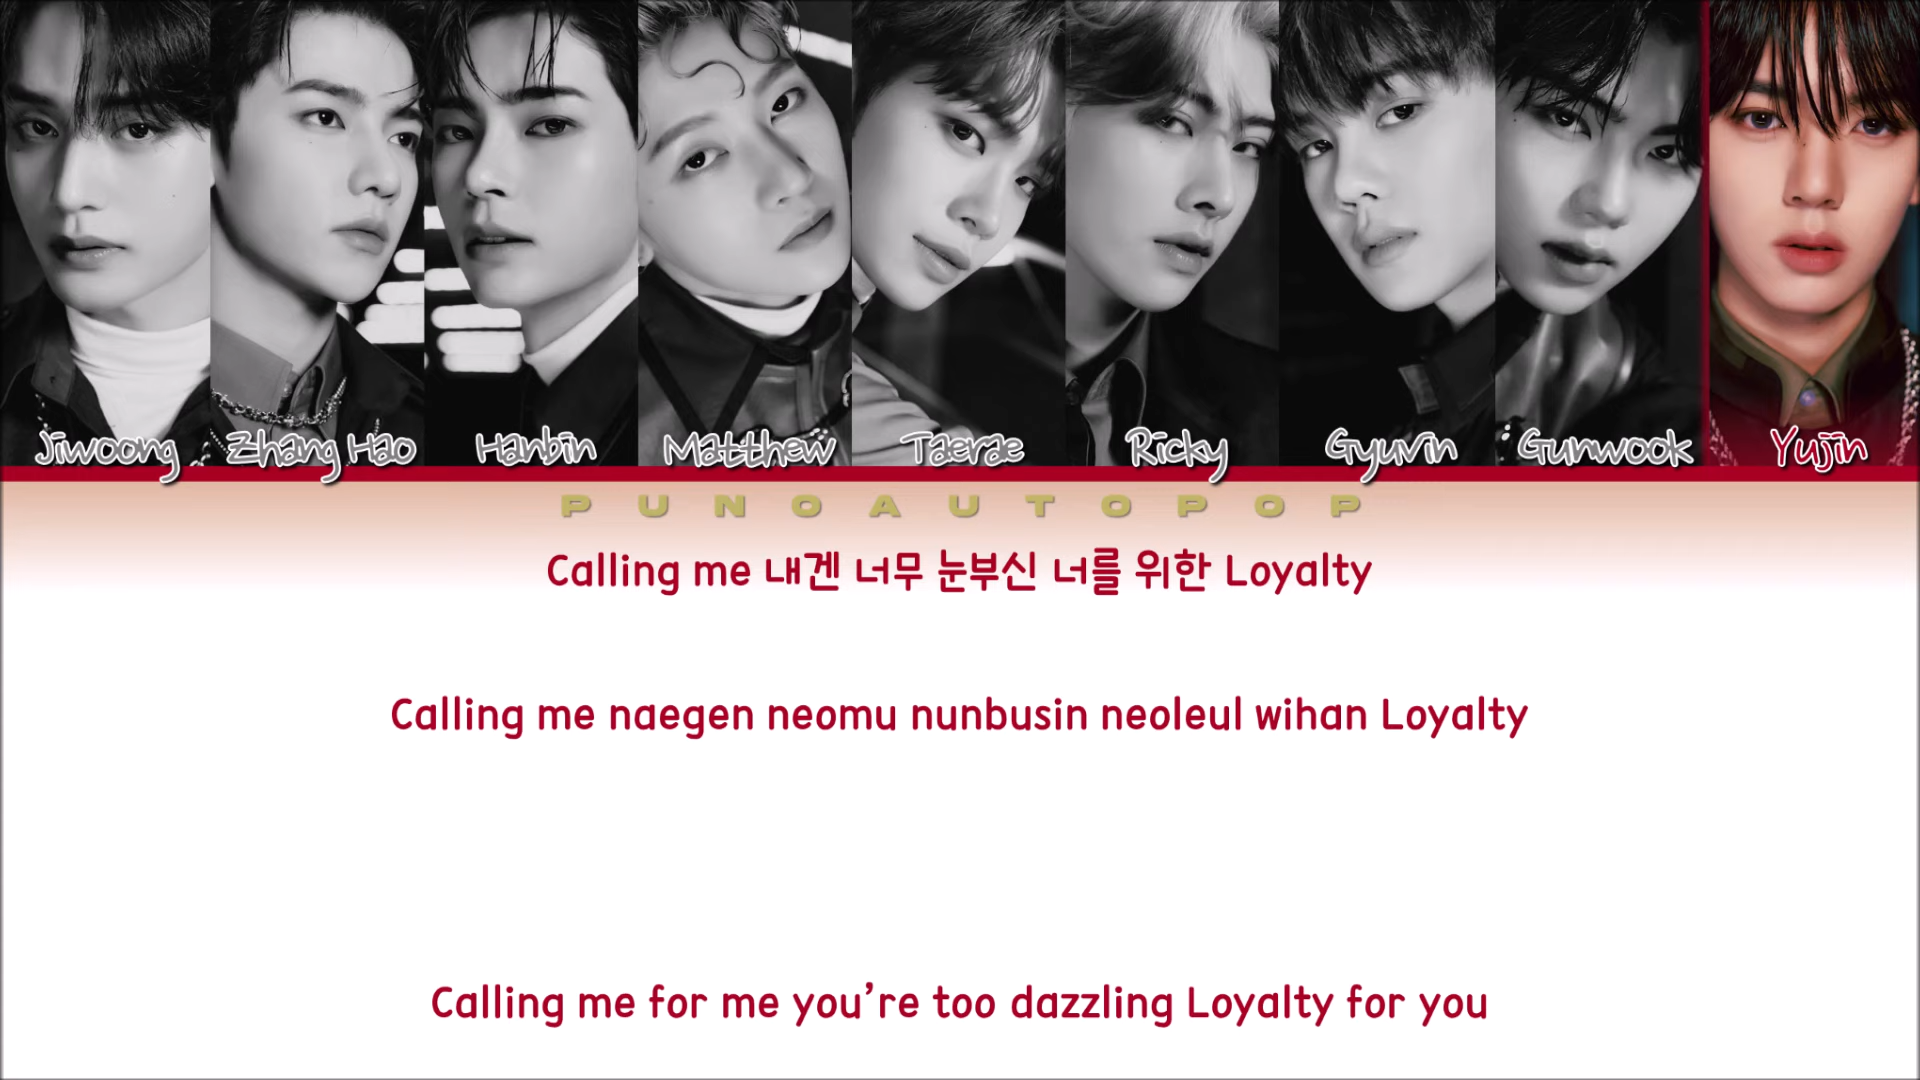 Jiwoong Zhang Hao Hanbin Matthew Taerae Ricky Gyuvin Gunwook Yujin
PUNOAUTOPOP
Calling me 내겐 너무 눈부신 너를 위한 Loyalty
Calling me naegen neomu nunbusin neoleul wihan Loyalty
Calling me for me you’re too dazzling Loyalty for you